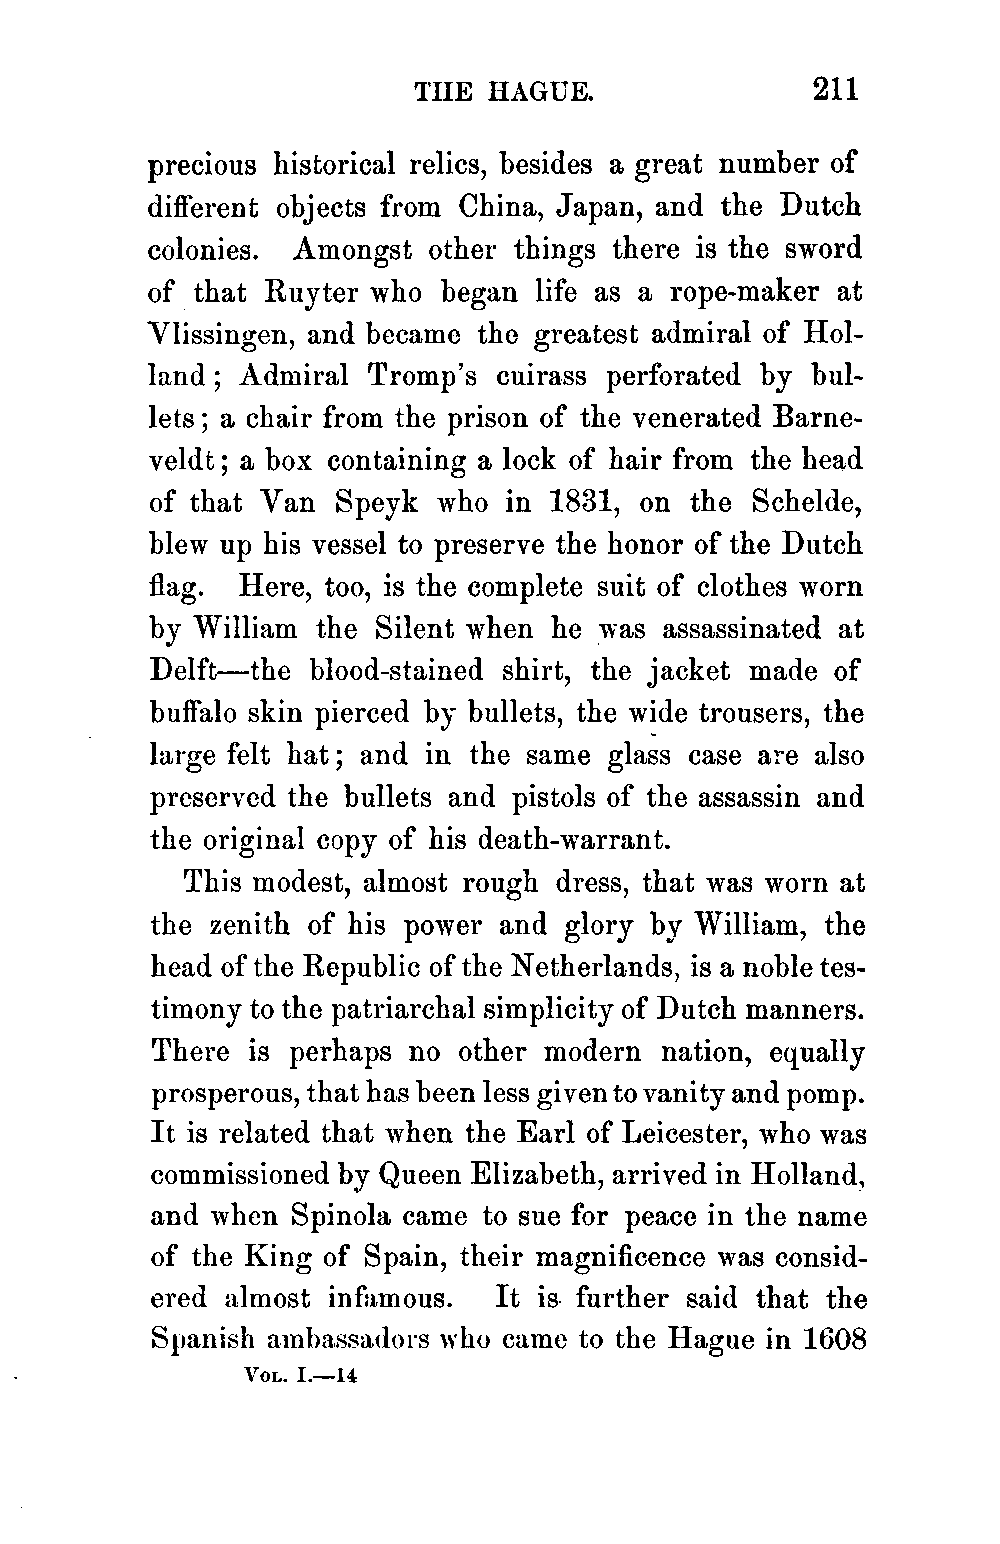 THE HAGUE. 211
precious historical relics, besides a great number of
different objects from China, Japan, and the Dutch
colonies. Amongst other things there is the sword
of that Ruyter who began life as a rope-maker at
Vlissingen, and became the greatest admiral of Hol-
land; Admiral Tromp's cuirass perforated by bul-
lets; a chair from the prison of the venerated Barne-
veldt; a box containing a lock of hair from the head
of that Van Speyk who in 1831, on the Schelde,
blew up his vessel to preserve the honor of the Dutch
flag. Here, too, is the complete suit of clothes worn
by William the Silent when he was assassinated at
Delft—the blood-stained shirt, the jacket made of
buffalo skin pierced by bullets, the wide trousers, the
large felt hat; and in the same glass case are also
preserved the bullets and pistols of the assassin and
the original copy of his death-warrant.
This modest, almost rough dress, that was worn at
the zenith of his power and glory by William, the
head of the Republic of the Netherlands, is a noble tes-
timony to the patriarchal simplicity of Dutch manners.
There is perhaps no other modern nation, equally
prosperous, that has been less given to vanity and pomp.
It is related that when the Earl of Leicester, who was
commissioned by Queen Elizabeth, arrived in Holland,
and when Spinola came to sue for peace in the name
of the King of Spain, their magnificence was consid-
ered almost infamous. It is further said that the
Spanish ambassadors who came to the Hague in 1608
VOL. I.—14